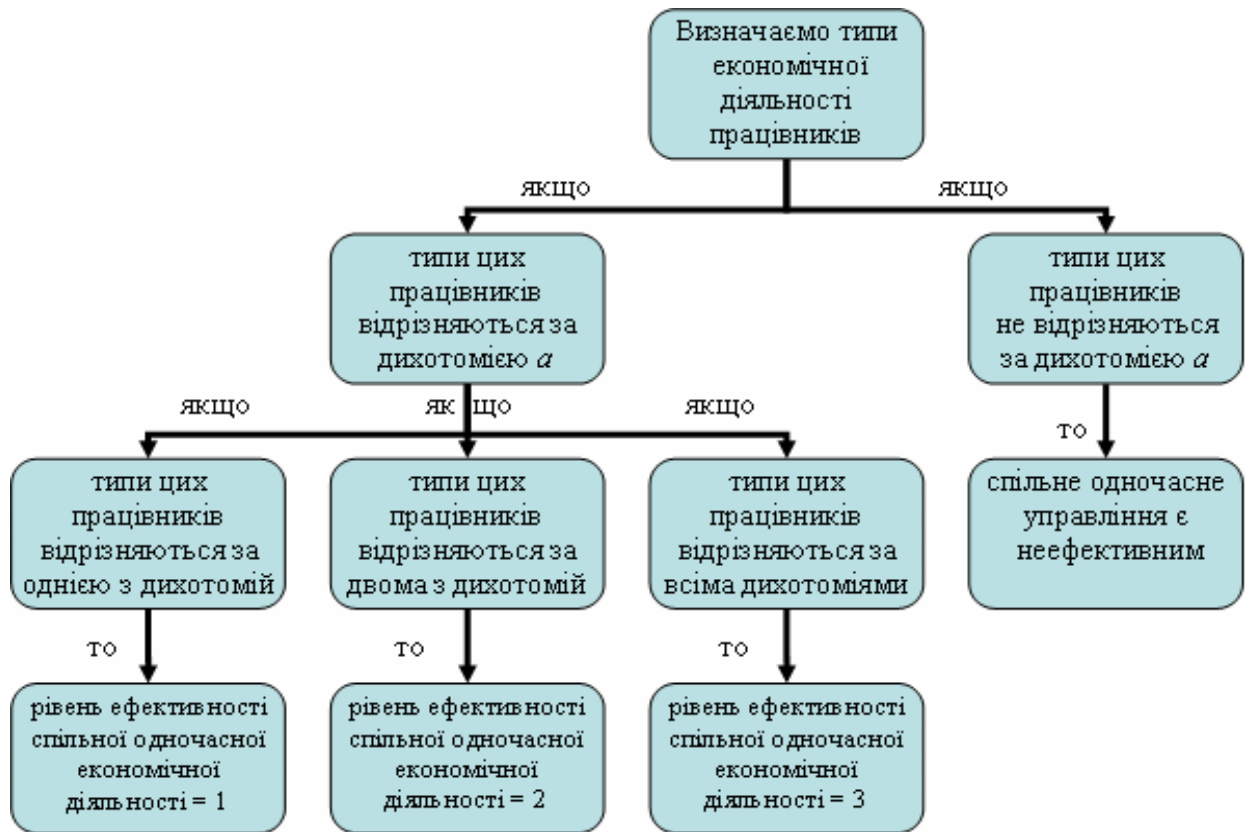 Визначаємо типи
економічної
діяльності
працівників
якщо
якщо
типи цих
працівників
відрізняються за
дихотомією a
типи цих
працівників
не відрізняються
за дихотомією a
якщо
якщо
якщо
то
типи цих
працівників
відрізняються за
однією з дихотомій
типи цих
працівників
відрізняються за
двома з дихотомій
типи цих
працівників
відрізняються за
всіма дихотоміями
спільне одночасне
управління є
неефективним
то
то
то
рівень ефективності
спільної одночасної
економічної
діяльності = 1
рівень ефективності
спільної одночасної
економічної
діяльності = 2
рівень ефективності
спільної одночасної
економічної
діяльності = 3